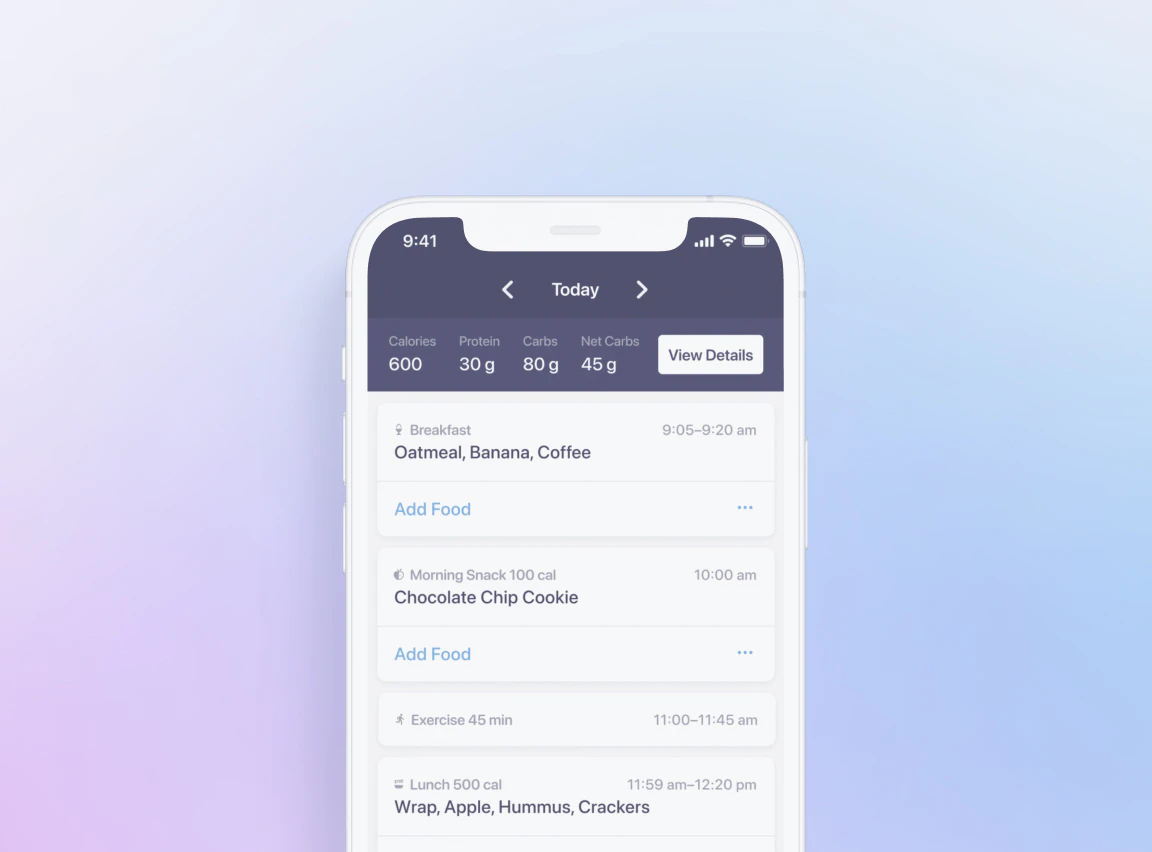 9:41
Today
Calories Protein Carbs Net Carbs
600 30 g 80 g 45 g
View Details
Breakfast 9:05–9:20 am
Oatmeal, Banana, Coffee
Add Food ···
Morning Snack 100 cal 10:00 am
Chocolate Chip Cookie
Add Food ···
Exercise 45 min 11:00–11:45 am
Lunch 500 cal 11:59 am–12:20 pm
Wrap, Apple, Hummus, Crackers